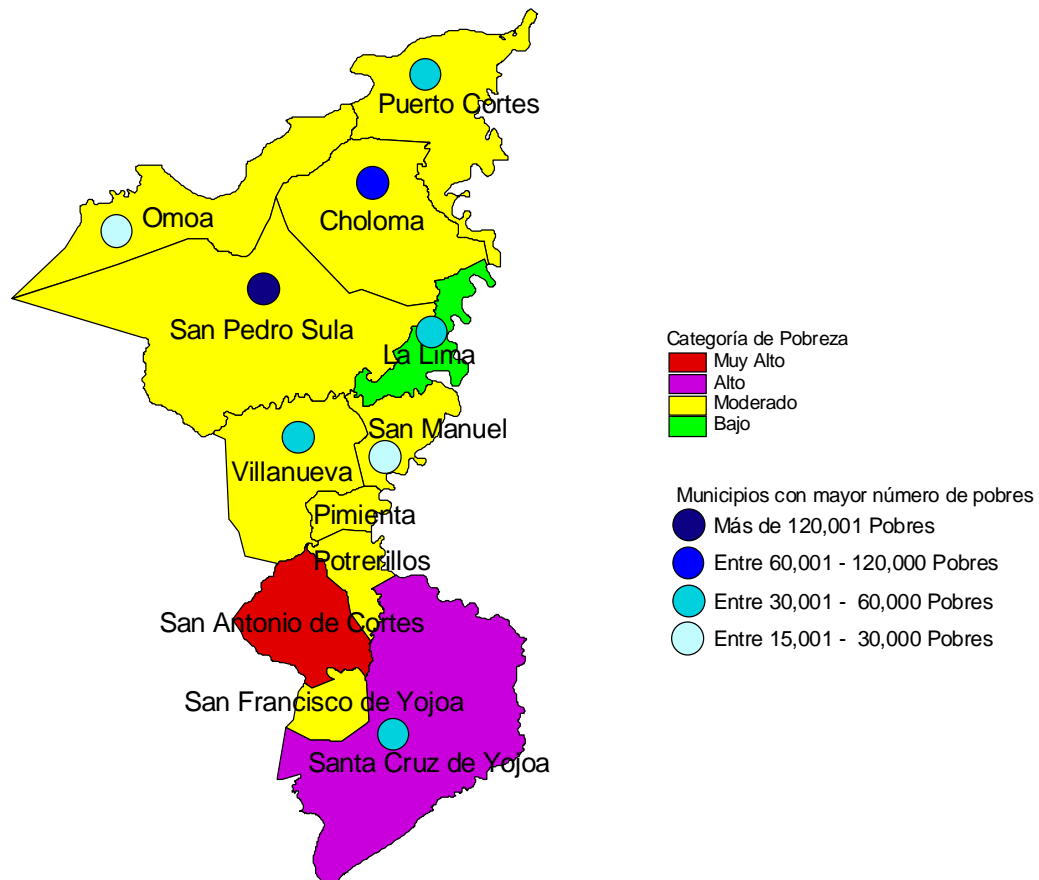 Puerto Cortes
Omoa
Choloma
San Pedro Sula
La Lima
San Manuel
Villanueva
Pimienta
Potrerillos
San Antonio de Cortes
San Francisco de Yojoa
Santa Cruz de Yojoa
Categoría de Pobreza
Muy Alto
Alto
Moderado
Bajo
Municipios con mayor número de pobres
Más de 120,001 Pobres
Entre 60,001 - 120,000 Pobres
Entre 30,001 - 60,000 Pobres
Entre 15,001 - 30,000 Pobres